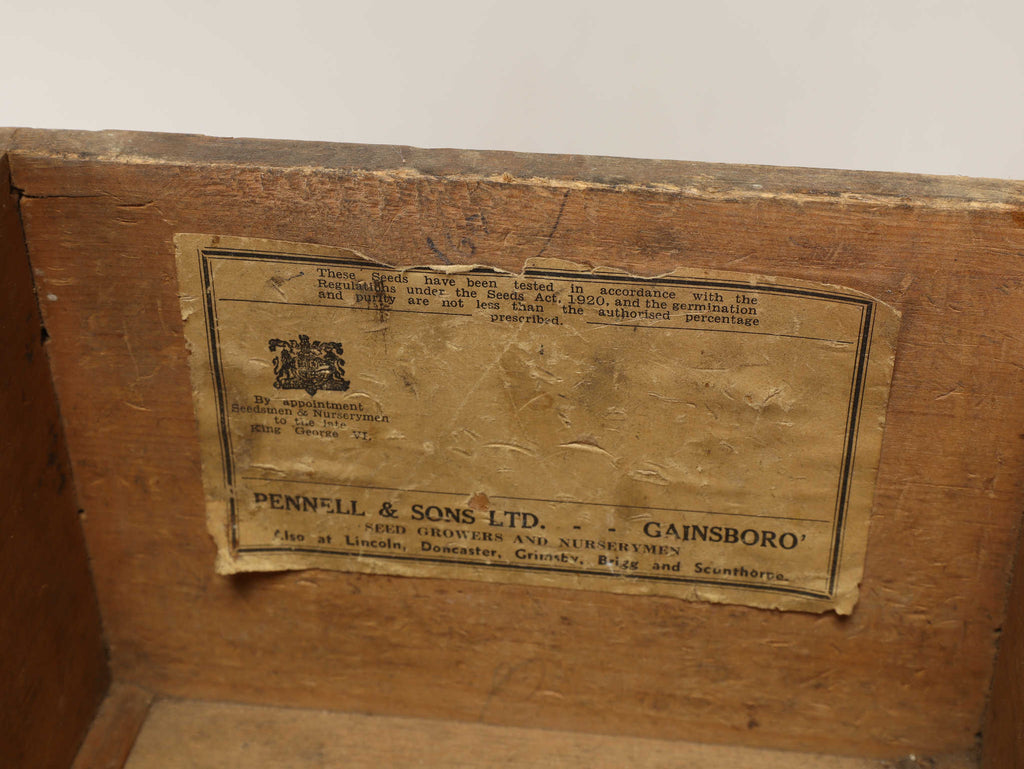 These Seeds have been tested in accordance with the
Regulations under the Seeds Act, 1920, and the germination
and purity are not less than the authorised percentage
prescribed.
By appointment
Seedsmen & Nurserymen
to the late
King George VI.
PENNELL & SONS LTD. - - GAINSBORO'
SEED GROWERS AND NURSERYMEN
Also at Lincoln, Doncaster, Grimsby, Brigg and Scunthorpe.